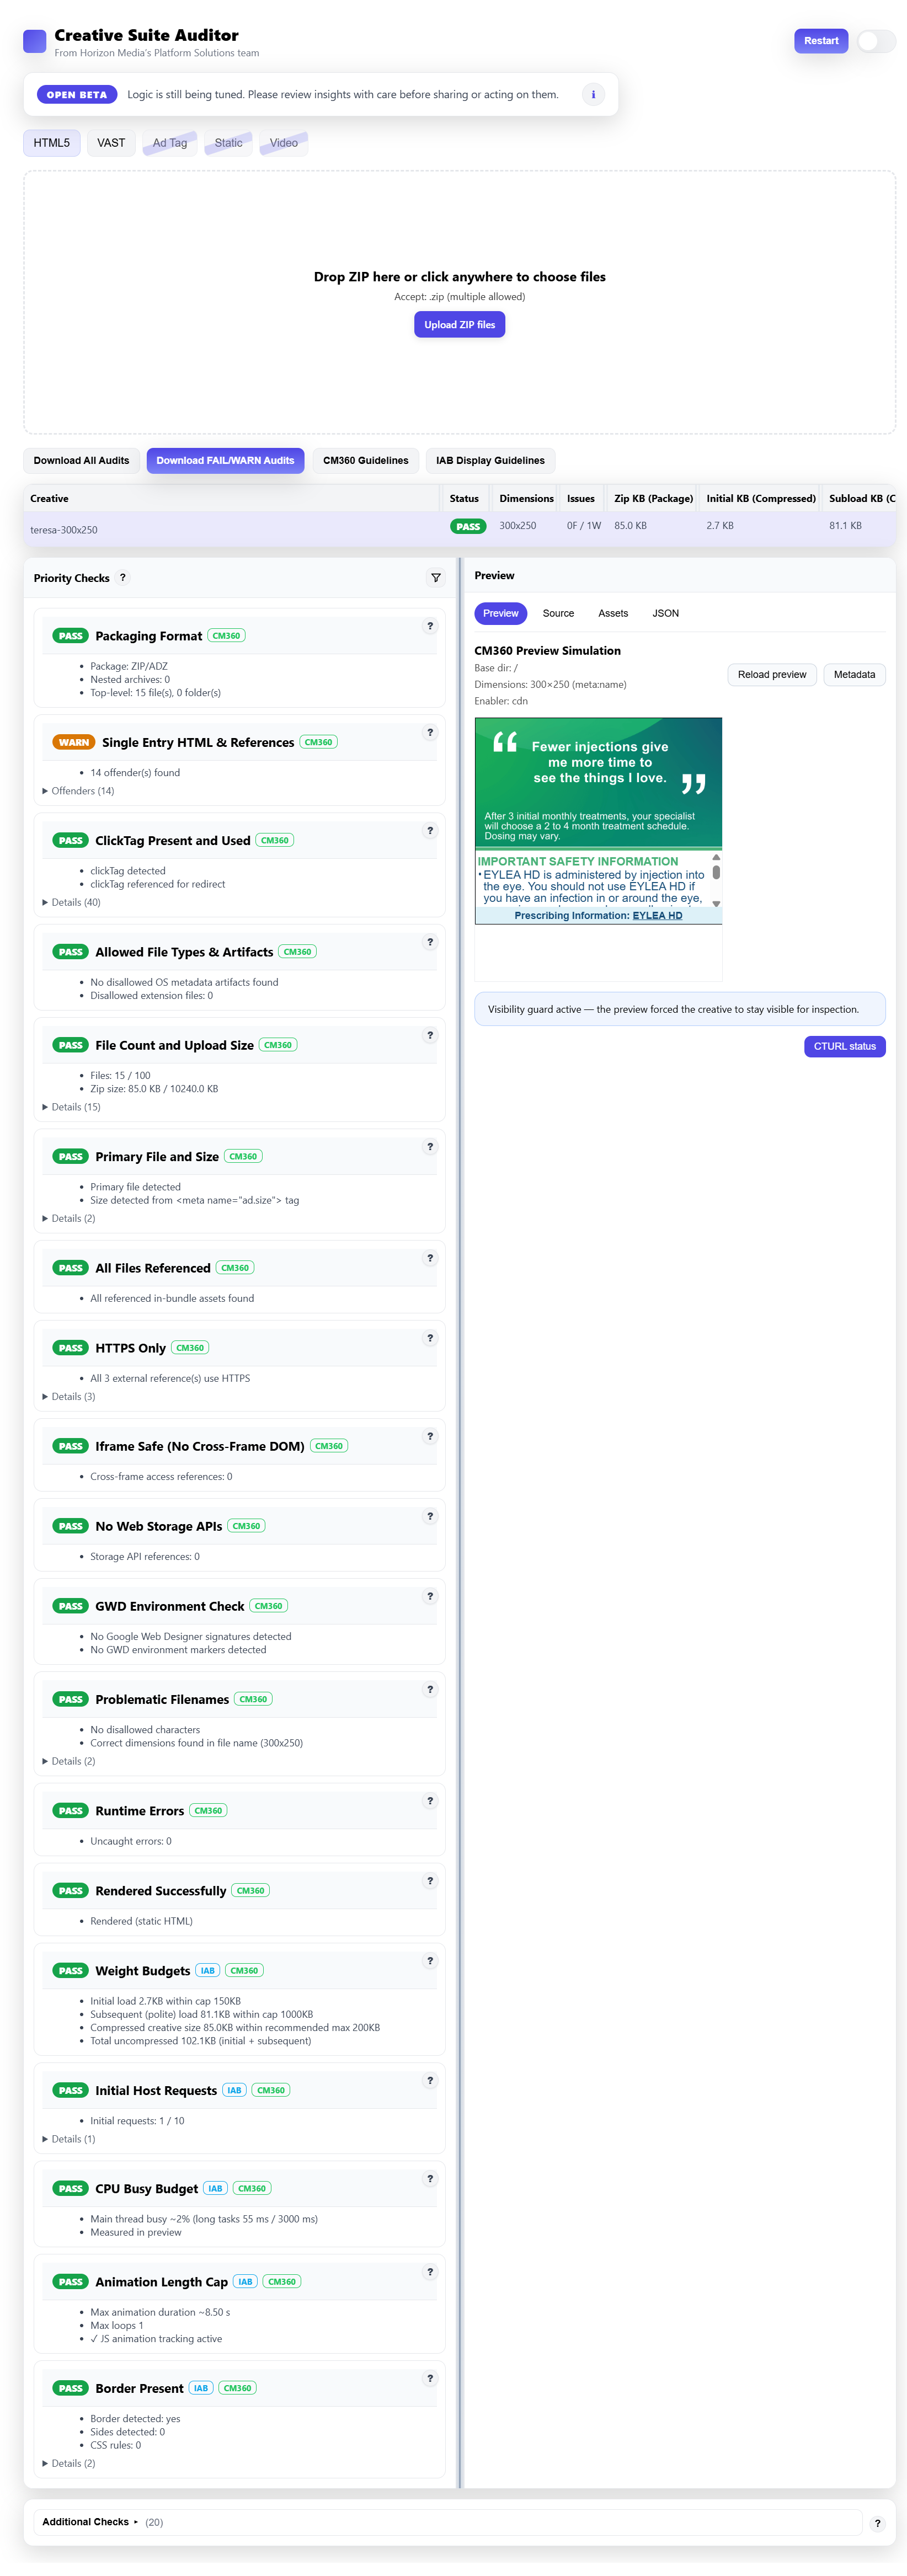 Creative Suite Auditor
From Horizon Media's Platform Solutions team
Restart
OPEN BETA
Logic is still being tuned. Please review insights with care before sharing or acting on them.
i
HTML5
VAST
Ad Tag
Static
Video
Drop ZIP here or click anywhere to choose files
Accept: .zip (multiple allowed)
Upload ZIP files
Download All Audits
Download FAIL/WARN Audits
CM360 Guidelines
IAB Display Guidelines
Creative Status Dimensions Issues Zip KB (Package) Initial KB (Compressed) Subload KB (C
teresa-300x250 PASS 300x250 0F / 1W 85.0 KB 2.7 KB 81.1 KB
Priority Checks ?
PASS Packaging Format CM360 ?
• Package: ZIP/ADZ
• Nested archives: 0
• Top-level: 15 file(s), 0 folder(s)
WARN Single Entry HTML & References CM360 ?
• 14 offender(s) found
▶ Offenders (14)
PASS ClickTag Present and Used CM360 ?
• clickTag detected
• clickTag referenced for redirect
▶ Details (40)
PASS Allowed File Types & Artifacts CM360 ?
• No disallowed OS metadata artifacts found
• Disallowed extension files: 0
PASS File Count and Upload Size CM360 ?
• Files: 15 / 100
• Zip size: 85.0 KB / 10240.0 KB
▶ Details (15)
PASS Primary File and Size CM360 ?
• Primary file detected
• Size detected from <meta name="ad.size"> tag
▶ Details (2)
PASS All Files Referenced CM360 ?
• All referenced in-bundle assets found
PASS HTTPS Only CM360 ?
• All 3 external reference(s) use HTTPS
▶ Details (3)
PASS Iframe Safe (No Cross-Frame DOM) CM360 ?
• Cross-frame access references: 0
PASS No Web Storage APIs CM360 ?
• Storage API references: 0
PASS GWD Environment Check CM360 ?
• No Google Web Designer signatures detected
• No GWD environment markers detected
PASS Problematic Filenames CM360 ?
• No disallowed characters
• Correct dimensions found in file name (300x250)
▶ Details (2)
PASS Runtime Errors CM360 ?
• Uncaught errors: 0
PASS Rendered Successfully CM360 ?
• Rendered (static HTML)
PASS Weight Budgets IAB CM360 ?
• Initial load 2.7KB within cap 150KB
• Subsequent (polite) load 81.1KB within cap 1000KB
• Compressed creative size 85.0KB within recommended max 200KB
• Total uncompressed 102.1KB (initial + subsequent)
PASS Initial Host Requests IAB CM360 ?
• Initial requests: 1 / 10
▶ Details (1)
PASS CPU Busy Budget IAB CM360 ?
• Main thread busy ~2% (long tasks 55 ms / 3000 ms)
• Measured in preview
PASS Animation Length Cap IAB CM360 ?
• Max animation duration ~8.50 s
• Max loops 1
• ✓ JS animation tracking active
PASS Border Present IAB CM360 ?
• Border detected: yes
• Sides detected: 0
• CSS rules: 0
▶ Details (2)
Preview
Preview Source Assets JSON
CM360 Preview Simulation
Base dir: /
Dimensions: 300×250 (meta:name)
Enabler: cdn
Reload preview
Metadata
“ Fewer injections give
me more time to
see the things I love. ”
After 3 initial monthly treatments, your specialist
will choose a 2 to 4 month treatment schedule.
Dosing may vary.
IMPORTANT SAFETY INFORMATION
• EYLEA HD is administered by injection into
the eye. You should not use EYLEA HD if
you have an infection in or around the eye,
Prescribing Information: EYLEA HD
Visibility guard active — the preview forced the creative to stay visible for inspection.
CTURL status
Additional Checks ▸ (20) ?